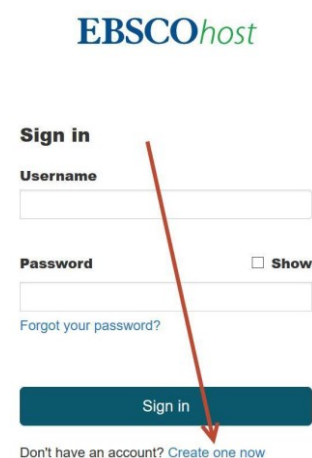 EBSCOhost
Sign in
Username
Password Show
Forgot your password?
Sign in
Don't have an account? Create one now